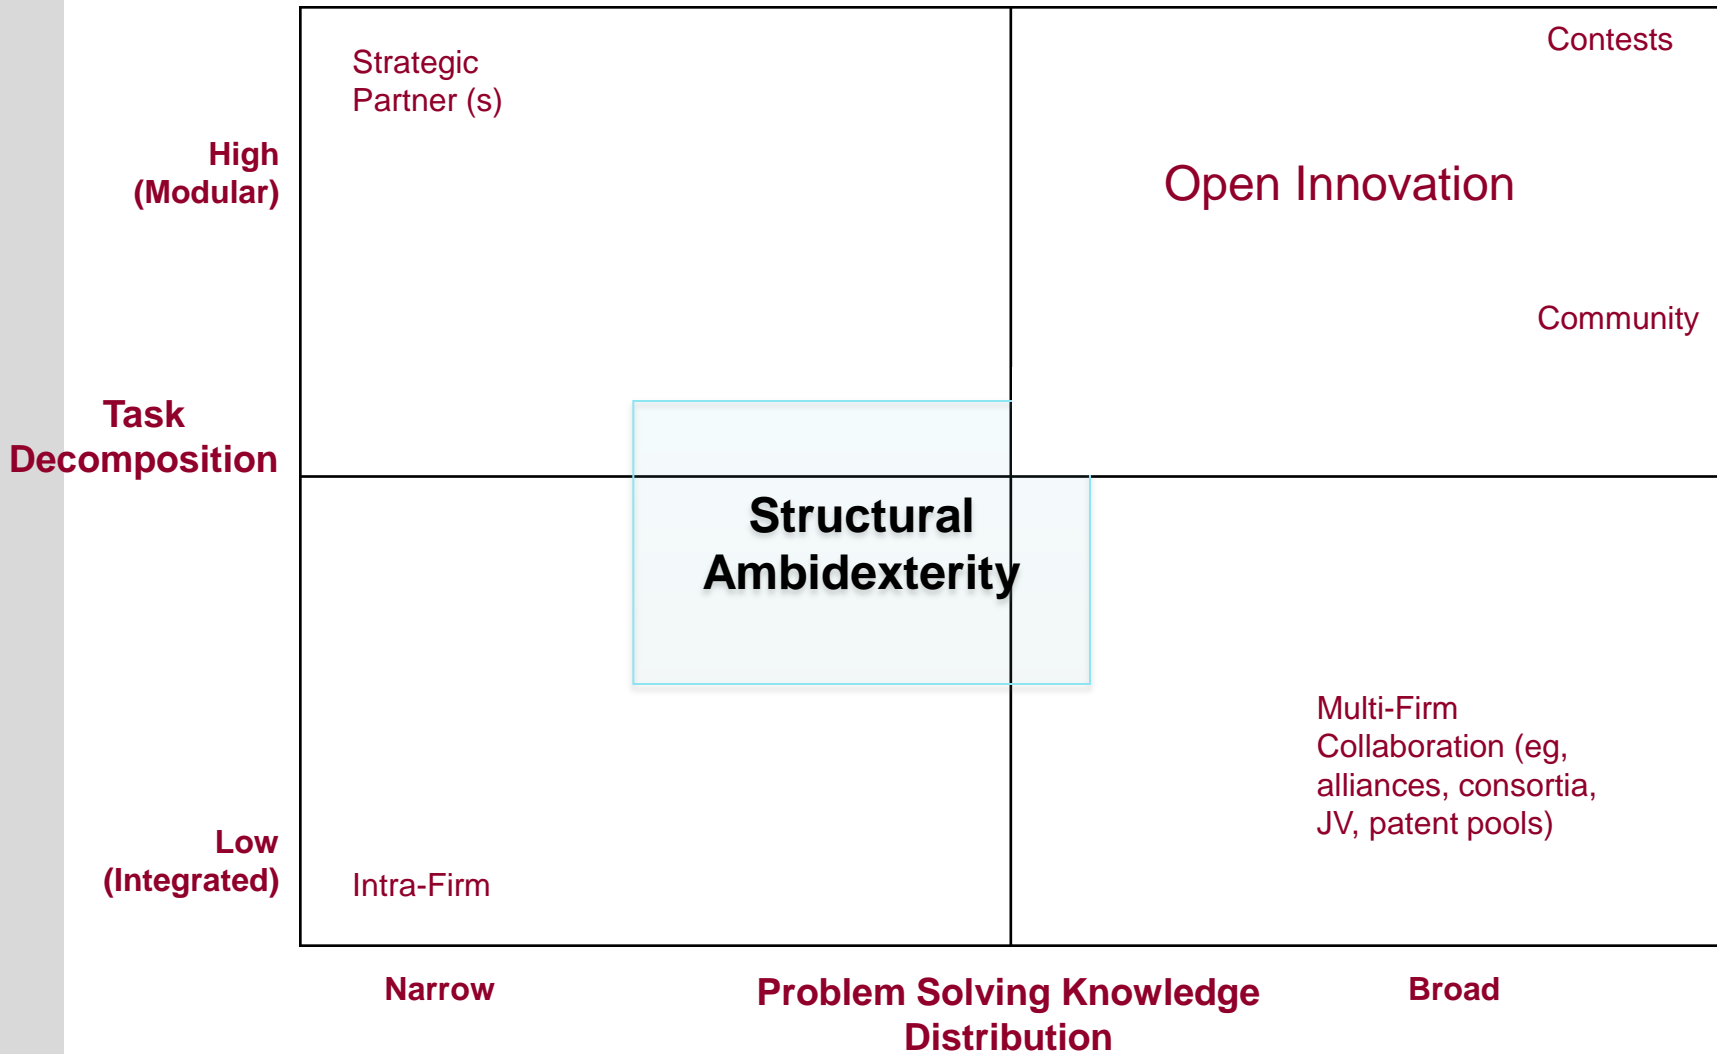 Contests
Strategic
Partner (s)
High
(Modular)
Open Innovation
Community
Task
Decomposition
Structural
Ambidexterity
Multi-Firm
Collaboration (eg,
alliances, consortia,
JV, patent pools)
Low
(Integrated)
Intra-Firm
Narrow
Problem Solving Knowledge
Distribution
Broad